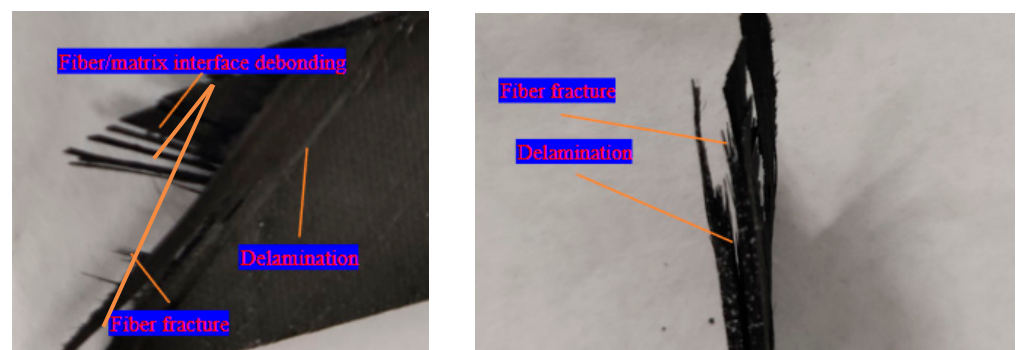 Fiber/matrix interface debonding
Delamination
Fiber fracture
Fiber fracture
Delamination